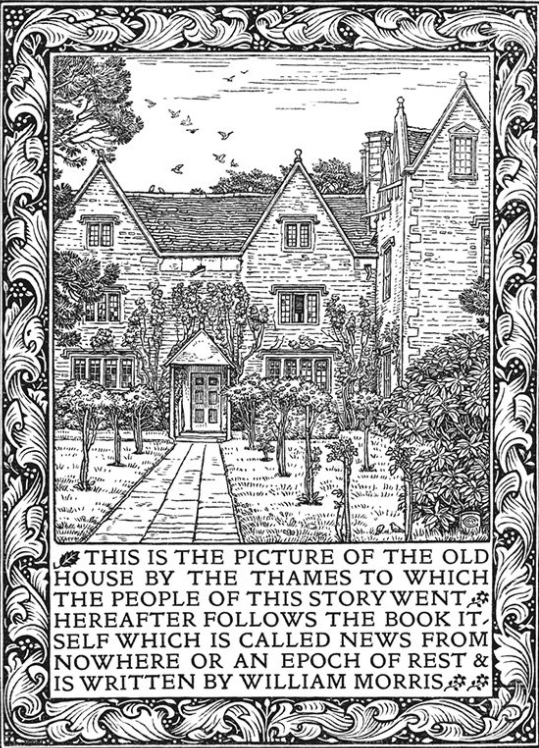 THIS IS THE PICTURE OF THE OLD
HOUSE BY THE THAMES TO WHICH
THE PEOPLE OF THIS STORY WENT
HEREAFTER FOLLOWS THE BOOK IT-
SELF WHICH IS CALLED NEWS FROM
NOWHERE OR AN EPOCH OF REST &
IS WRITTEN BY WILLIAM MORRIS